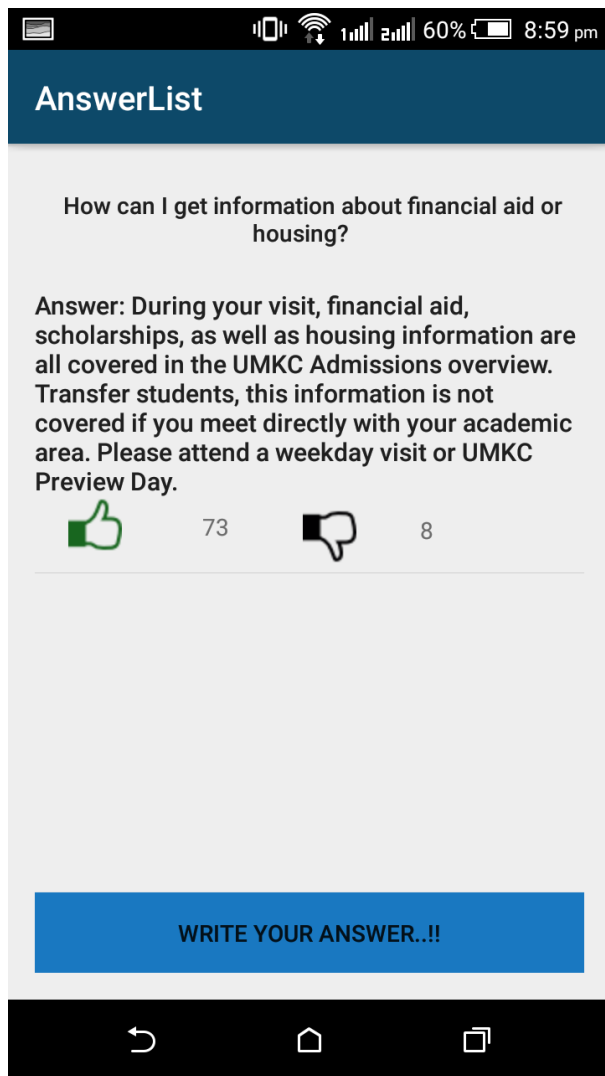 60% 8:59 pm
AnswerList
How can I get information about financial aid or
housing?
Answer: During your visit, financial aid,
scholarships, as well as housing information are
all covered in the UMKC Admissions overview.
Transfer students, this information is not
covered if you meet directly with your academic
area. Please attend a weekday visit or UMKC
Preview Day.
73 8
WRITE YOUR ANSWER..!!